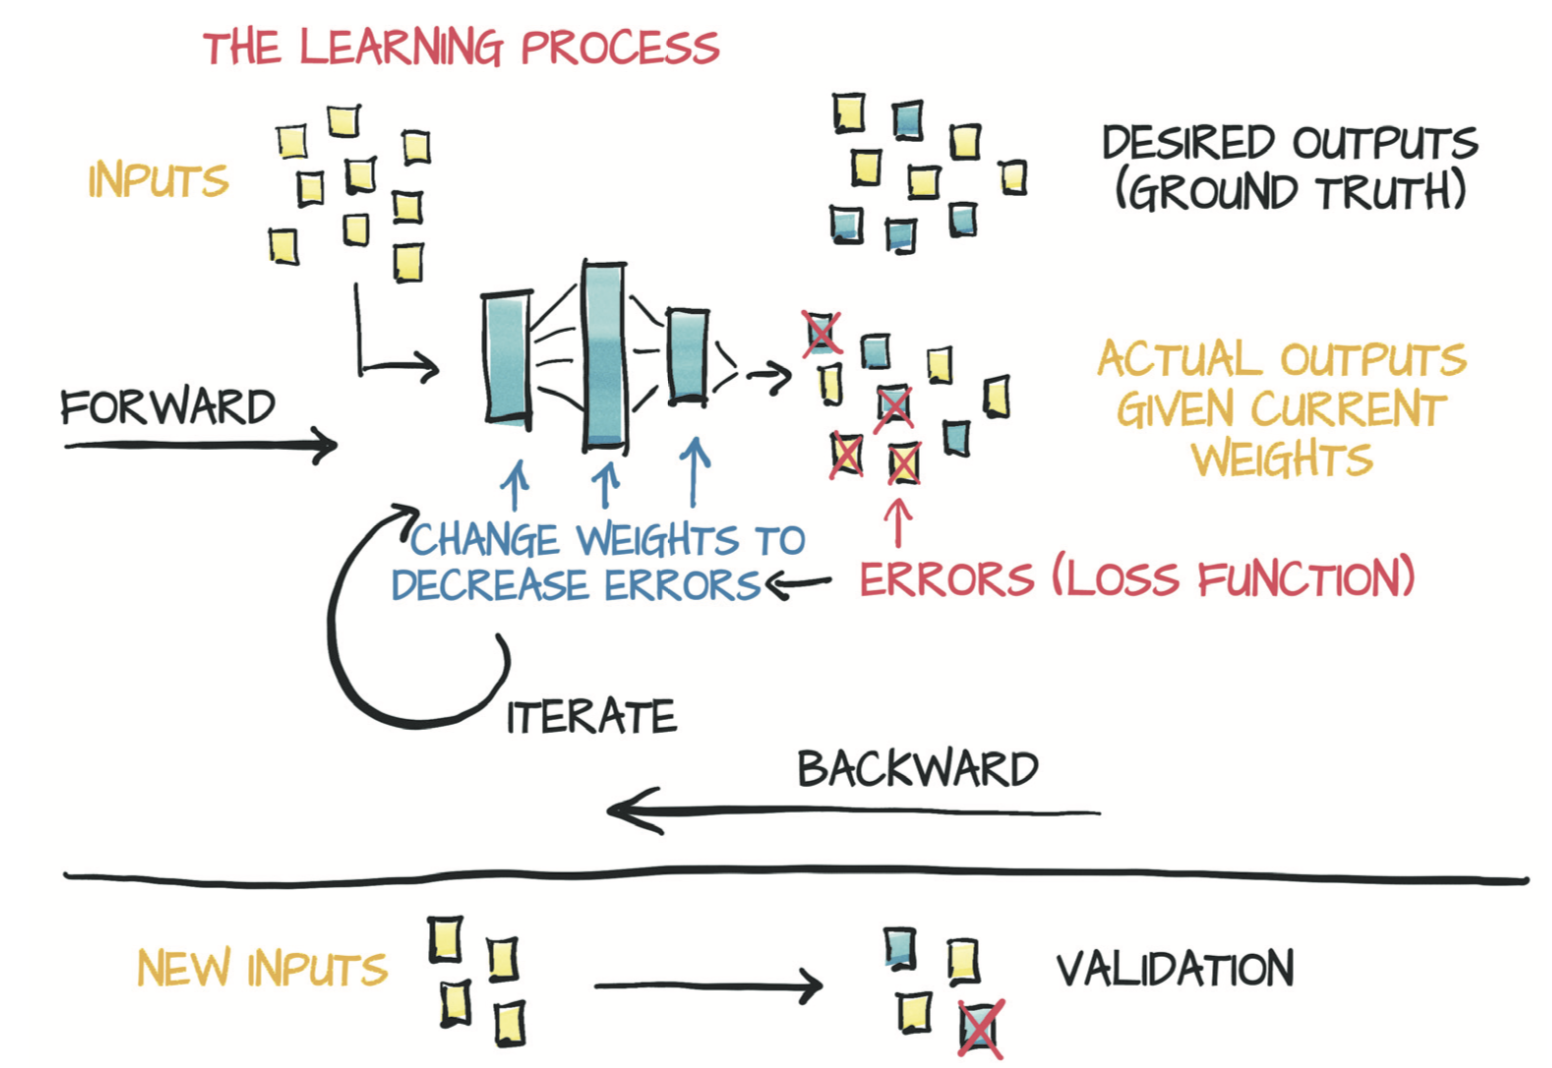 THE LEARNING PROCESS
INPUTS
DESIRED OUTPUTS
(GROUND TRUTH)
FORWARD
ACTUAL OUTPUTS
GIVEN CURRENT
WEIGHTS
CHANGE WEIGHTS TO
DECREASE ERRORS
ERRORS (LOSS FUNCTION)
ITERATE
BACKWARD
NEW INPUTS
VALIDATION